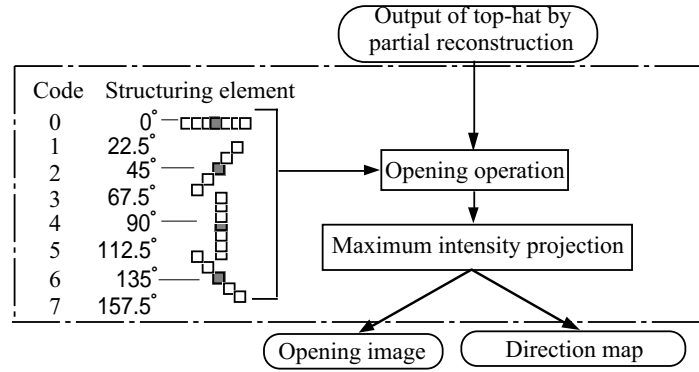 Output of top-hat by
partial reconstruction
Code Structuring element
0 0°
1 22.5°
2 45°
3 67.5°
4 90°
5 112.5°
6 135°
7 157.5°
Opening operation
Maximum intensity projection
Opening image
Direction map